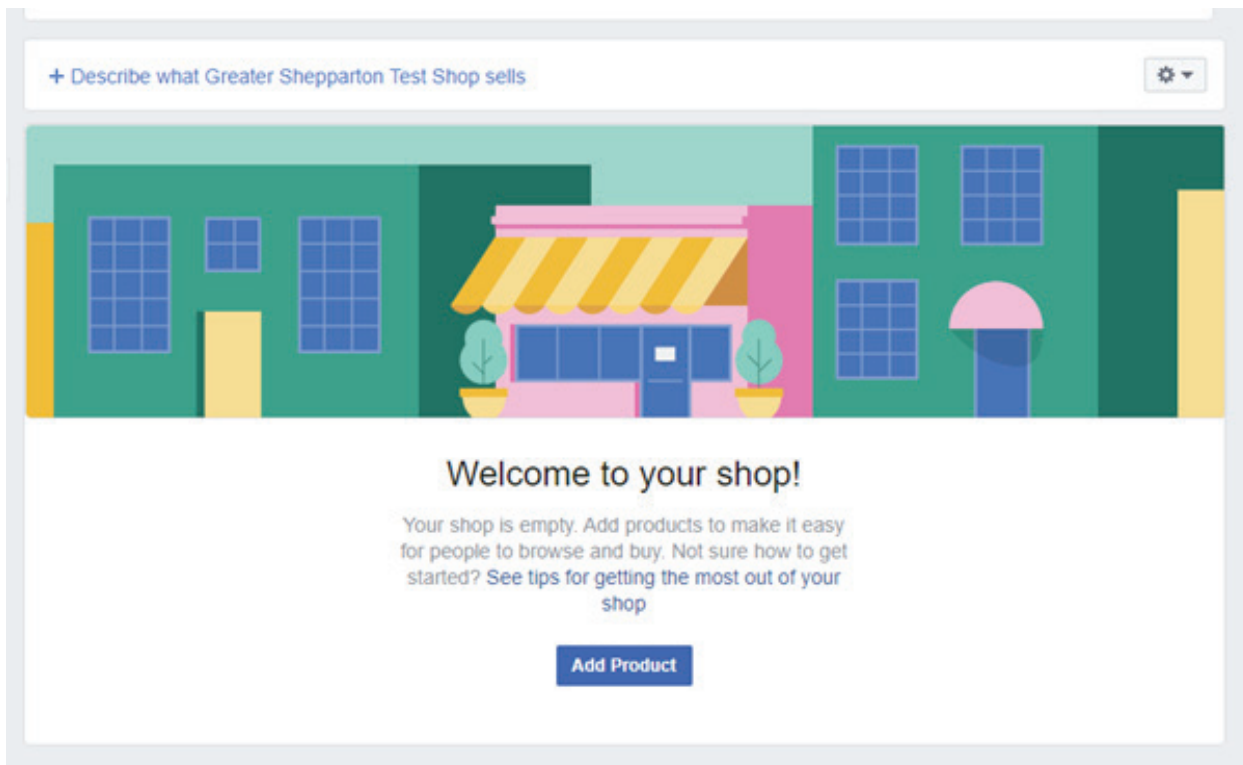 + Describe what Greater Shepparton Test Shop sells
Welcome to your shop!
Your shop is empty. Add products to make it easy
for people to browse and buy. Not sure how to get
started? See tips for getting the most out of your
shop
Add Product